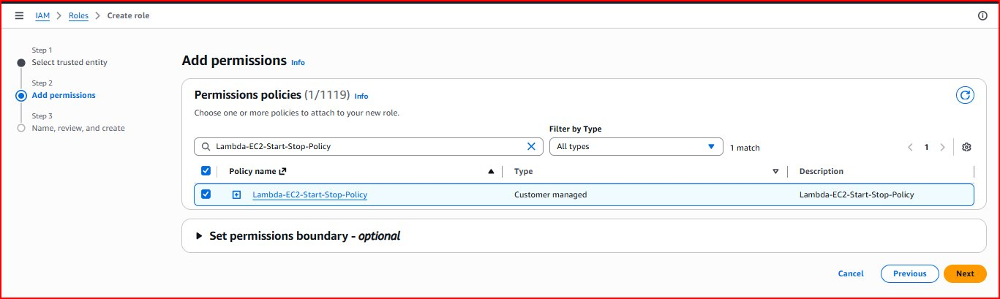 IAM > Roles > Create role
Step 1
Select trusted entity
Step 2
Add permissions
Step 3
Name, review, and create
Add permissions Info
Permissions policies (1/1119) Info
Choose one or more policies to attach to your new role.
Filter by Type
Lambda-EC2-Start-Stop-Policy
All types
1 match
1
Policy name
Type
Description
Lambda-EC2-Start-Stop-Policy
Customer managed
Lambda-EC2-Start-Stop-Policy
Set permissions boundary - optional
Cancel
Previous
Next